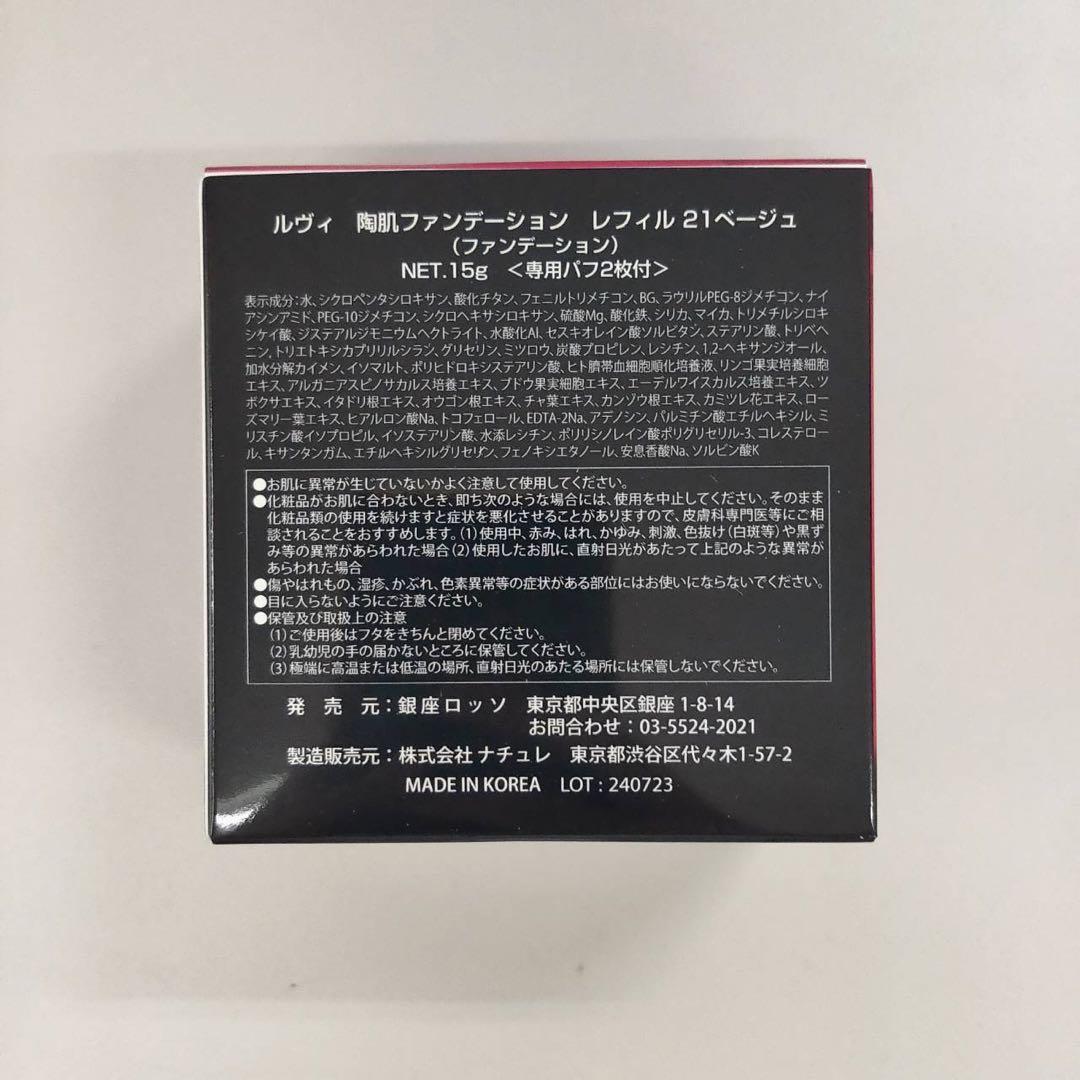 ルヴィ　陶肌ファンデーション　レフィル 21ベージュ
（ファンデーション）
NET.15g　＜専用パフ2枚付＞
表示成分：水、シクロペンタシロキサン、酸化チタン、フェニルトリメチコン、BG、ラウリルPEG-8ジメチコン、ナイ
アシンアミド、PEG-10ジメチコン、シクロヘキサシロキサン、硫酸Mg、酸化鉄、シリカ、マイカ、トリメチルシロキ
シケイ酸、ジステアルジモニウムヘクトライト、水酸化Al、セスキオレイン酸ソルビタン、ステアリン酸、トリベヘ
ニン、トリエトキシカプリリルシラン、グリセリン、ミツロウ、炭酸プロピレン、レシチン、1,2-ヘキサンジオール、
加水分解カイメン、イソマルト、ポリヒドロキシステアリン酸、ヒト臍帯血細胞順化培養液、リンゴ果実培養細胞
エキス、アルガニアスピノサカルス培養エキス、ブドウ果実細胞エキス、エーデルワイスカルス培養エキス、ツ
ボクサエキス、イタドリ根エキス、オウゴン根エキス、チャ葉エキス、カンゾウ根エキス、カミツレ花エキス、ロー
ズマリー葉エキス、ヒアルロン酸Na、トコフェロール、EDTA-2Na、アデノシン、パルミチン酸エチルヘキシル、ミ
リスチン酸イソプロピル、イソステアリン酸、水添レシチン、ポリリシノレイン酸ポリグリセリル-3、コレステロー
ル、キサンタンガム、エチルヘキシルグリセリン、フェノキシエタノール、安息香酸Na、ソルビン酸K
●お肌に異常が生じていないかよく注意して使用してください。
●化粧品がお肌に合わないとき、即ち次のような場合には、使用を中止してください。そのまま
化粧品類の使用を続けますと症状を悪化させることがありますので、皮膚科専門医等にご相
談されることをおすすめします。(1)使用中、赤み、はれ、かゆみ、刺激、色抜け(白斑等)や黒ず
み等の異常があらわれた場合(2)使用したお肌に、直射日光があたって上記のような異常が
あらわれた場合
●傷やはれもの、湿疹、かぶれ、色素異常等の症状がある部位にはお使いにならないでください。
●目に入らないようにご注意ください。
●保管及び取扱上の注意
(1)ご使用後はフタをきちんと閉めてください。
(2)乳幼児の手の届かないところに保管してください。
(3)極端に高温または低温の場所、直射日光のあたる場所には保管しないでください。
発　売　元：銀座ロッソ　東京都中央区銀座1-8-14
お問合わせ：03-5524-2021
製造販売元：株式会社ナチュレ　東京都渋谷区代々木1-57-2
MADE IN KOREA　LOT : 240723